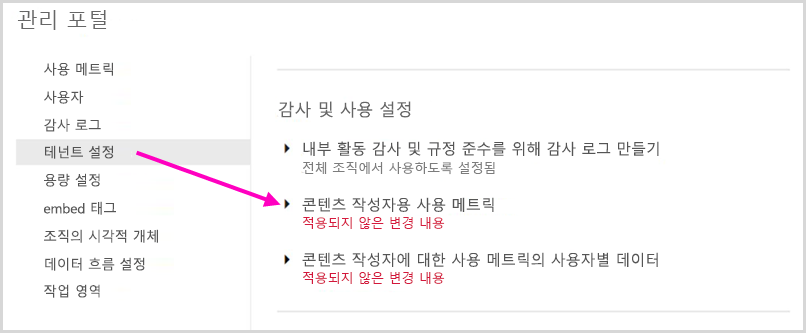 관리 포털
사용 메트릭
사용자
감사 로그
테넌트 설정
용량 설정
embed 태그
조직의 시각적 개체
데이터 흐름 설정
작업 영역
감사 및 사용 설정
내부 활동 감사 및 규정 준수를 위해 감사 로그 만들기
전체 조직에서 사용하도록 설정됨
콘텐츠 작성자용 사용 메트릭
적용되지 않은 변경 내용
콘텐츠 작성자에 대한 사용 메트릭의 사용자별 데이터
적용되지 않은 변경 내용